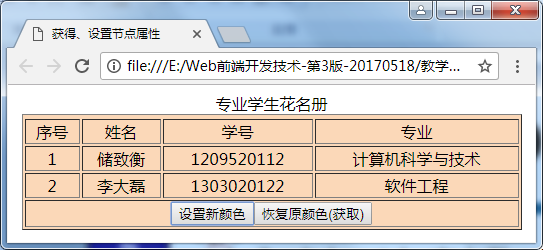 获得、设置节点属性
file:///E:/Web前端开发技术-第3版-20170518/教学...
专业学生花名册
序号 姓名 学号 专业
1 储致衡 1209520112 计算机科学与技术
2 李大磊 1303020122 软件工程
设置新颜色 恢复原颜色(获取)